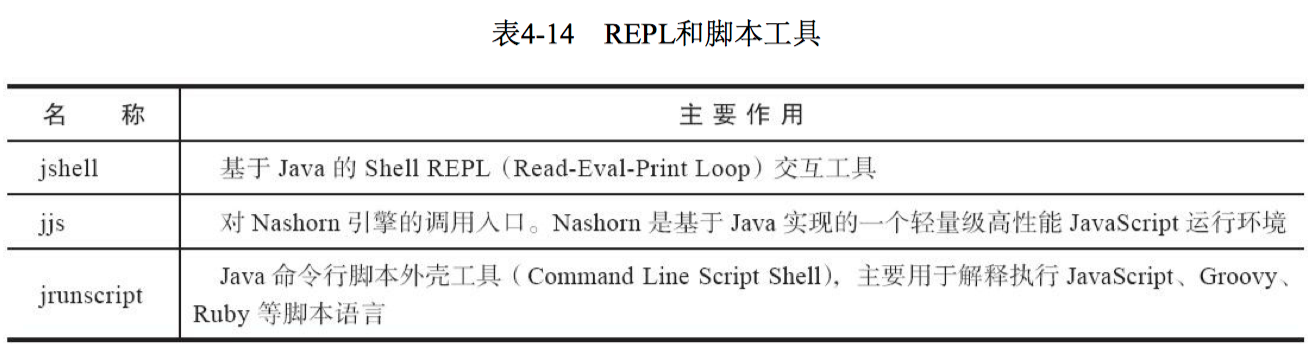 表4-14 REPL和脚本工具
名 称 主 要 作 用
jshell 基于 Java 的 Shell REPL（Read-Eval-Print Loop）交互工具
jjs 对 Nashorn 引擎的调用入口。Nashorn 是基于 Java 实现的一个轻量级高性能 JavaScript 运行环境
jrunscript Java 命令行脚本外壳工具（Command Line Script Shell），主要用于解释执行 JavaScript、Groovy、
Ruby 等脚本语言